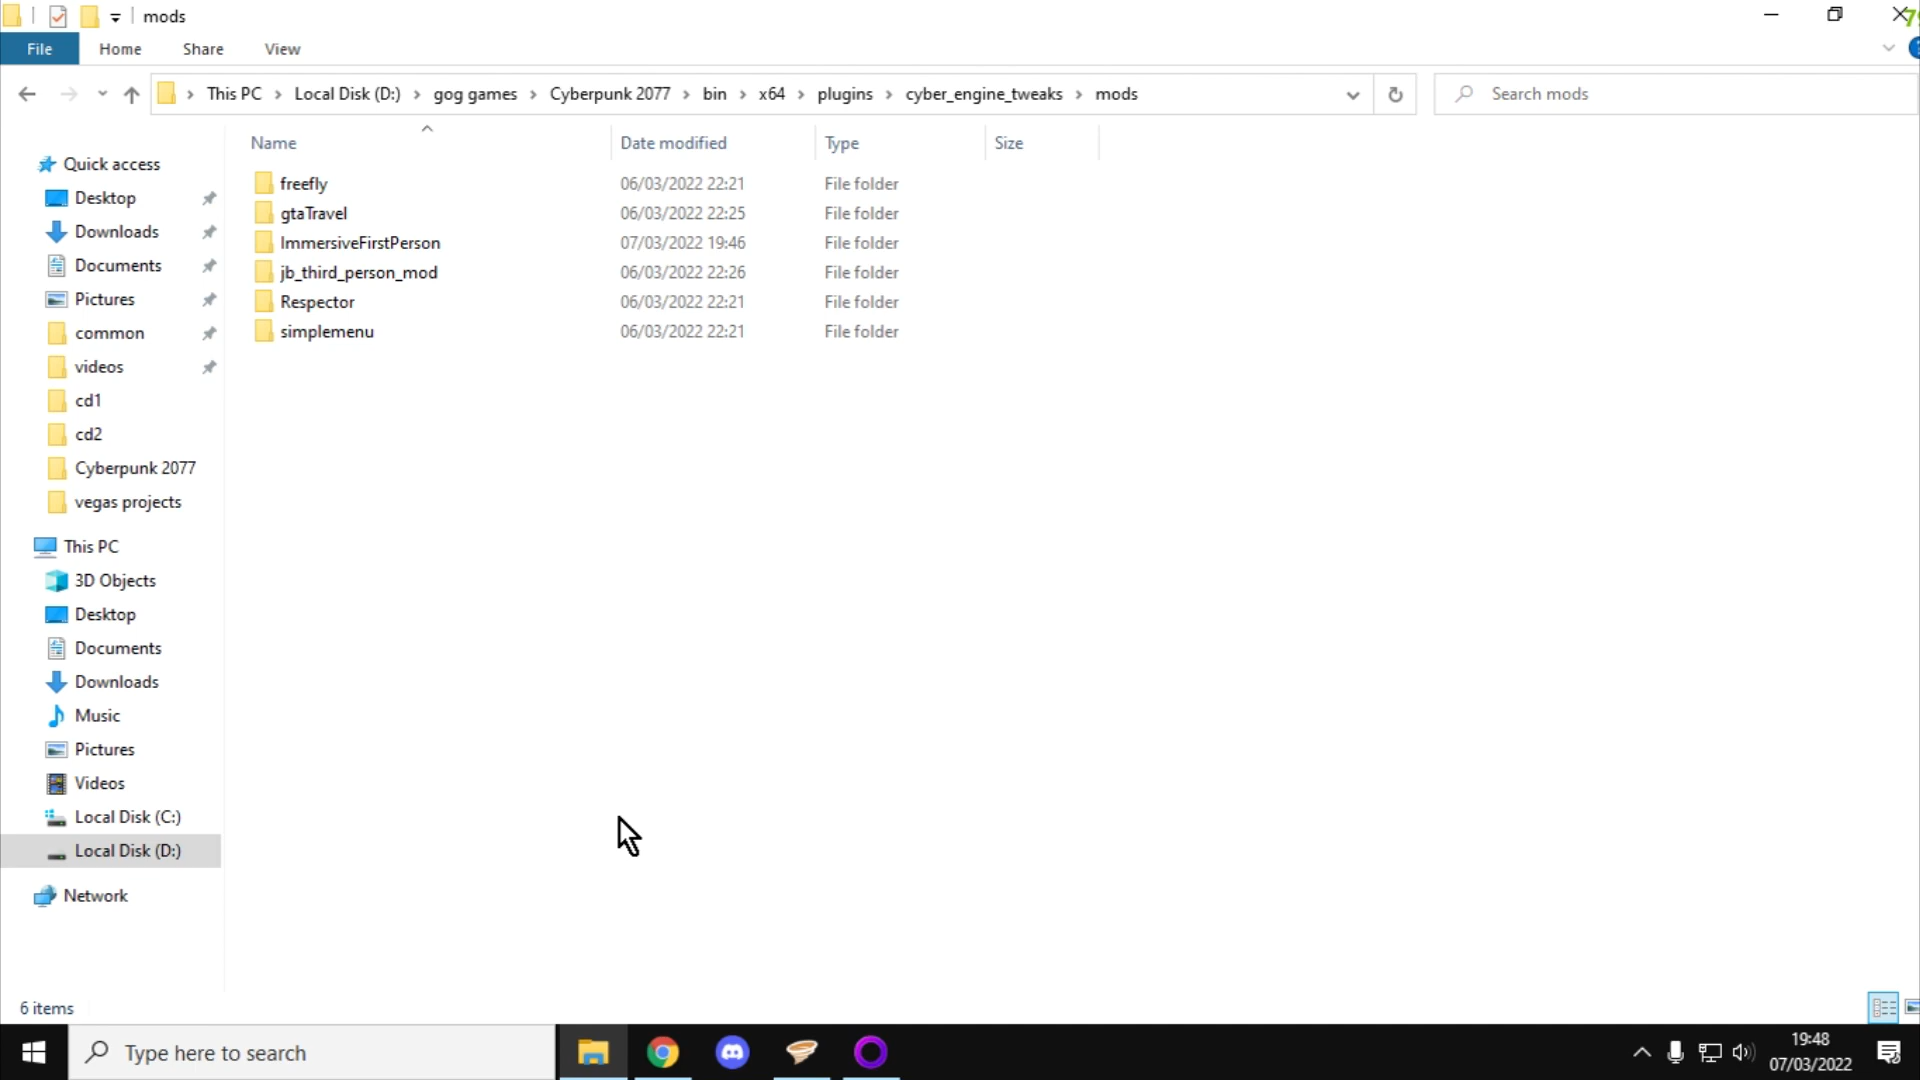 mods
File Home Share View
This PC Local Disk (D:) gog games Cyberpunk 2077 bin x64 plugins cyber_engine_tweaks mods
Search mods
Name Date modified Type Size
freefly 06/03/2022 22:21 File folder
gtaTravel 06/03/2022 22:25 File folder
ImmersiveFirstPerson 07/03/2022 19:46 File folder
jb_third_person_mod 06/03/2022 22:26 File folder
Respector 06/03/2022 22:21 File folder
simplemenu 06/03/2022 22:21 File folder
Quick access
Desktop
Downloads
Documents
Pictures
common
videos
cd1
cd2
Cyberpunk 2077
vegas projects
This PC
3D Objects
Desktop
Documents
Downloads
Music
Pictures
Videos
Local Disk (C:)
Local Disk (D:)
Network
6 items
Type here to search
19:48
07/03/2022